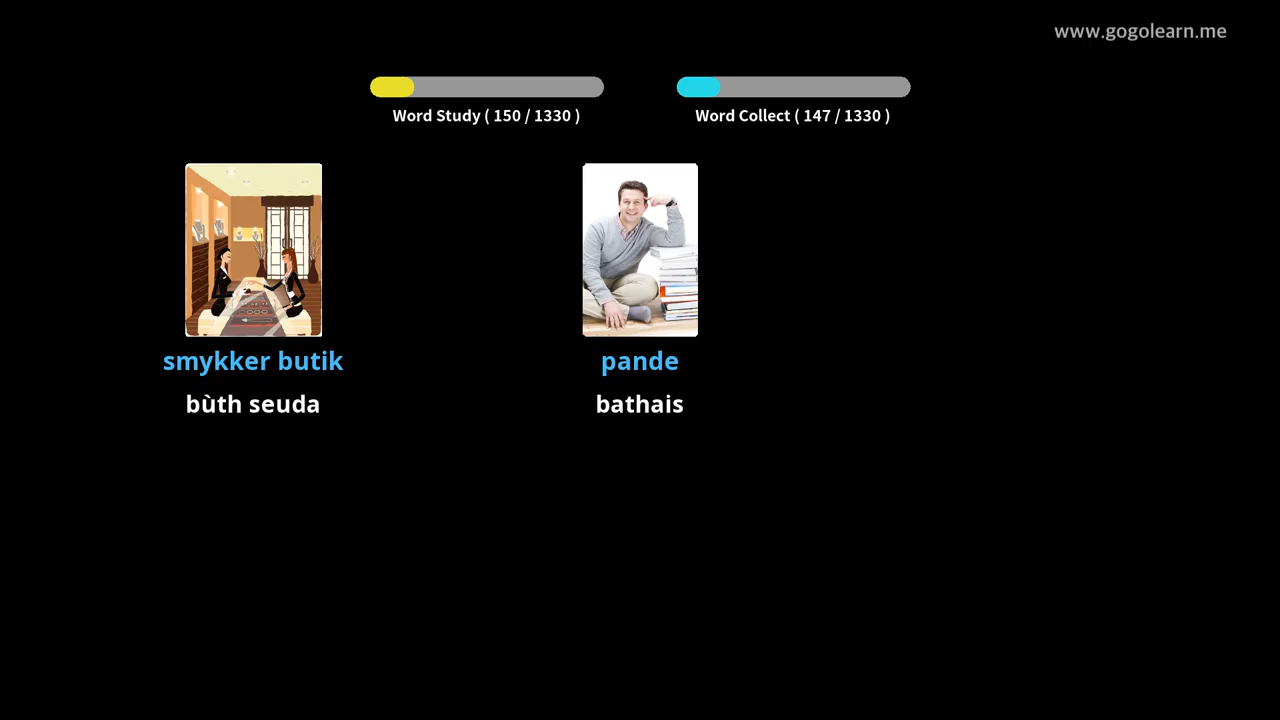 www.gogolearn.me
Word Study ( 150 / 1330 )
Word Collect ( 147 / 1330 )
smykker butik
bùth seuda
pande
bathais